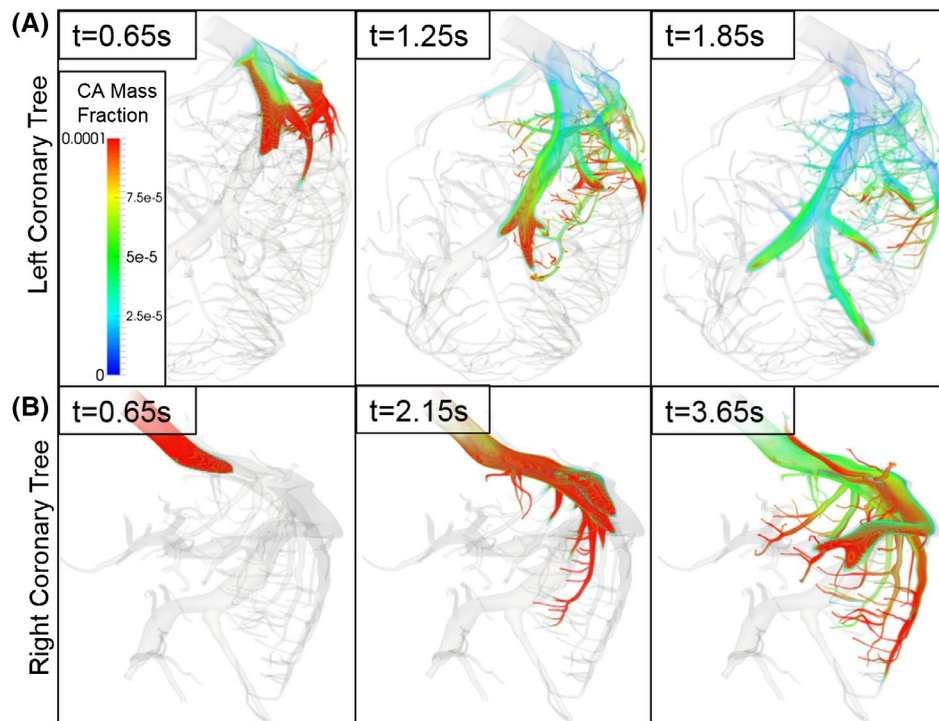 (A)
t=0.65s
t=1.25s
t=1.85s
CA Mass
Fraction
0.0001
7.5e-5
5e-5
2.5e-5
0
Left Coronary Tree
(B)
t=0.65s
t=2.15s
t=3.65s
Right Coronary Tree